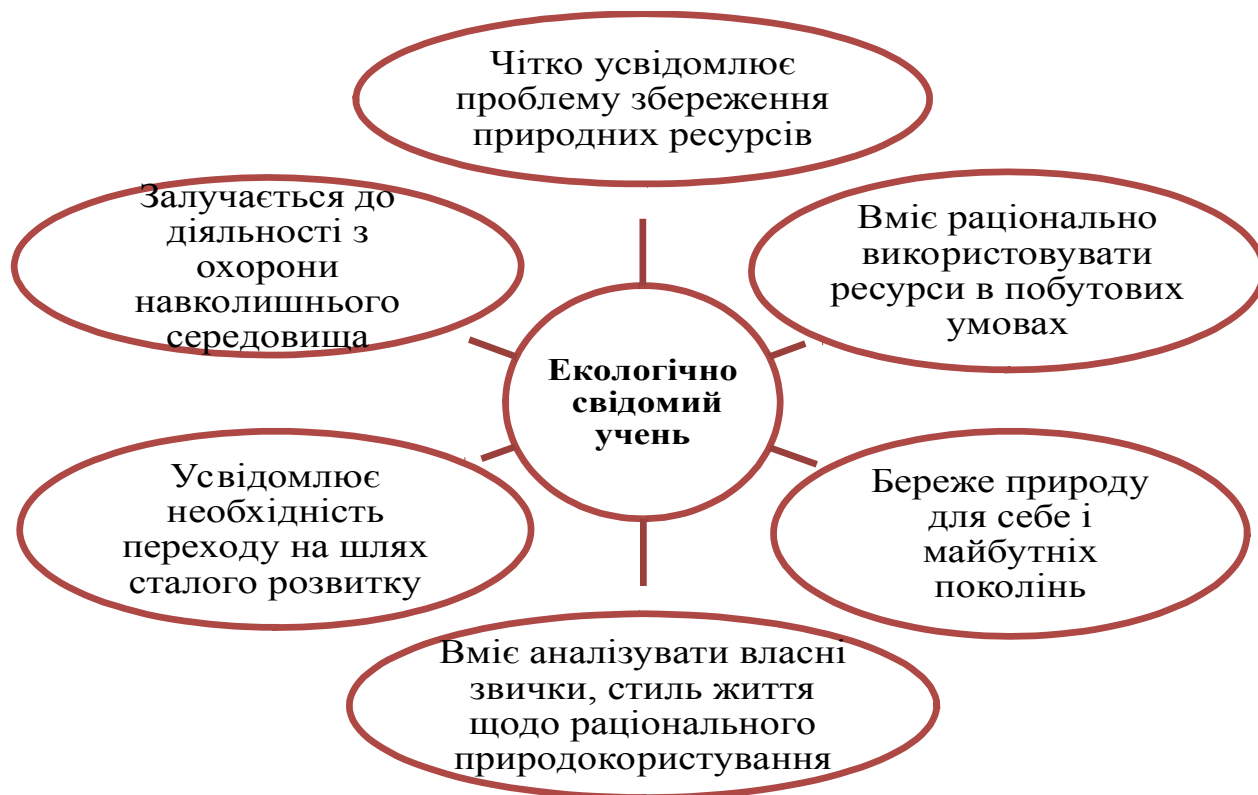 Чітко усвідомлює
проблему збереження
природних ресурсів
Залучається до
діяльності з
охорони
навколишнього
середовища
Вміє раціонально
використовувати
ресурси в побутових
умовах
Екологічно
свідомий
учень
Усвідомлює
необхідність
переходу на шлях
сталого розвитку
Береже природу
для себе і
майбутніх
поколінь
Вміє аналізувати власні
звички, стиль життя
щодо раціонального
природокористування